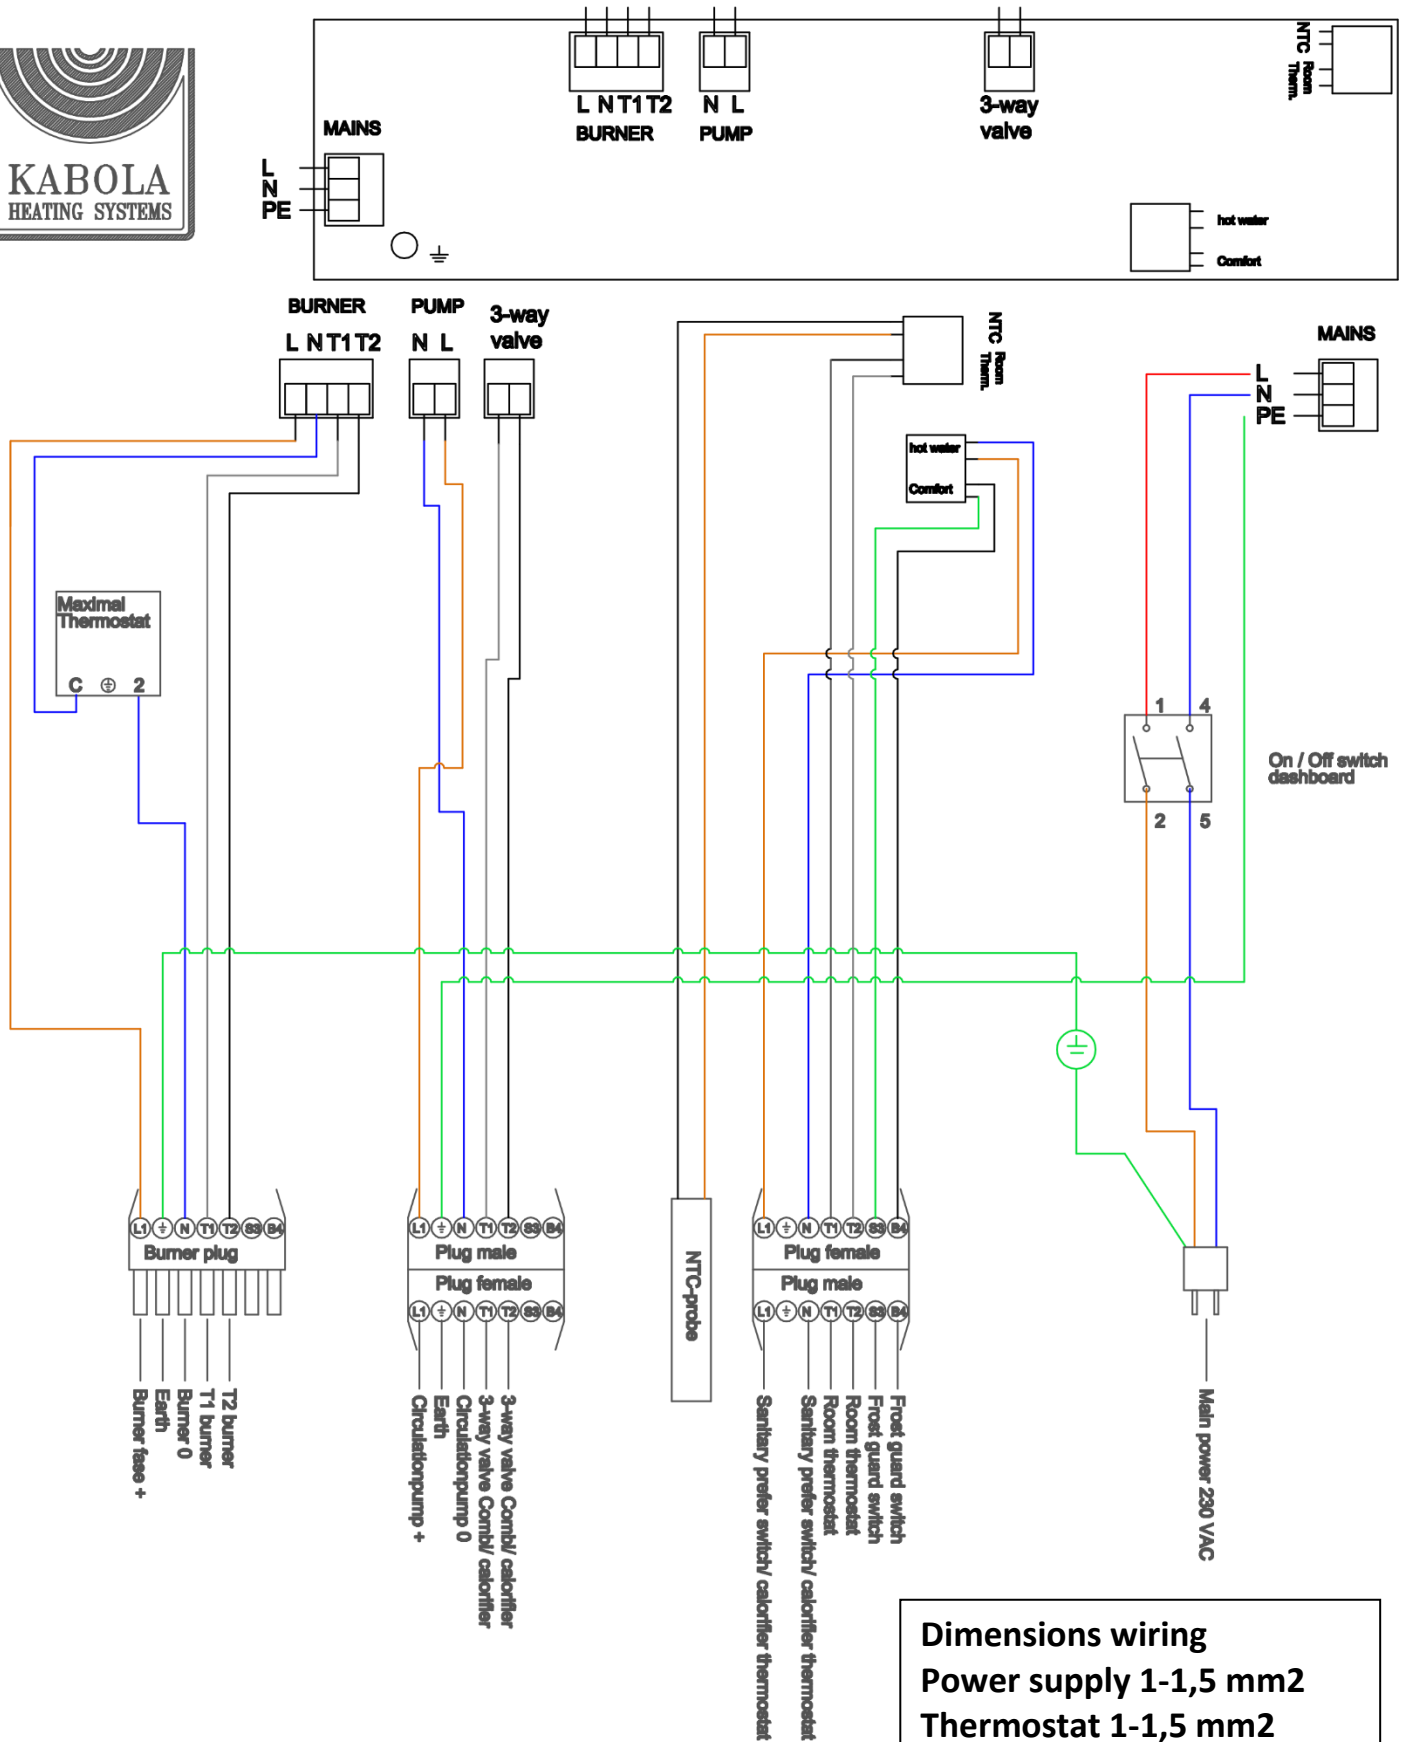 KABOLA
HEATING SYSTEMS
MAINS
L
N
PE
L N T1 T2
BURNER
N L
PUMP
3-way
valve
NTC
Room
Therm.
hot water
Comfort
BURNER
L N T1 T2
PUMP
N L
3-way
valve
NTC
Room
Therm.
hot water
Comfort
MAINS
L
N
PE
Maximal
Thermostat
C 2
1 4
2 5
On / Off switch
dashboard
L1 N T1 T2 S3 B4
Burner plug
L1 N T1 T2 S3 B4
Plug male
Plug female
L1 N T1 T2 S3 B4
NTC-probe
L1 N T1 T2 S3 B4
Plug female
Plug male
L1 N T1 T2 S3 B4
Burner fase +
Earth
Burner 0
T1 burner
T2 burner
Circulationpump +
Earth
Circulationpump 0
3-way valve Combi/ calorifier
3-way valve Combi/ calorifier
Sanitary prefer switch/ calorifier thermostat
Sanitary prefer switch/ calorifier thermostat
Room thermostat
Room thermostat
Frost guard switch
Frost guard switch
Main power 230 VAC
Dimensions wiring
Power supply 1-1,5 mm2
Thermostat 1-1,5 mm2